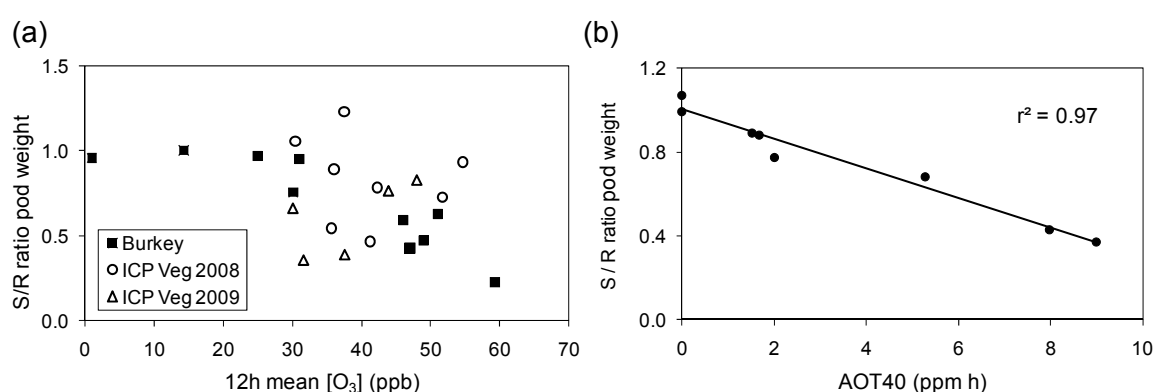 (a)
S/R ratio pod weight
1.5
1.0
0.5
0.0
■ Burkey
○ ICP Veg 2008
△ ICP Veg 2009
0 10 20 30 40 50 60 70
12h mean [O₃] (ppb)
(b)
S / R ratio pod weight
1.2
0.8
0.4
0.0
r² = 0.97
0 2 4 6 8 10
AOT40 (ppm h)